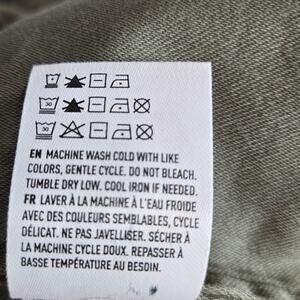 30
30
EN MACHINE WASH COLD WITH LIKE
COLORS, GENTLE CYCLE. DO NOT BLEACH.
TUMBLE DRY LOW. COOL IRON IF NEEDED.
FR LAVER À LA MACHINE À L'EAU FROIDE
AVEC DES COULEURS SEMBLABLES, CYCLE
DÉLICAT. NE PAS JAVELLISER. SÉCHER À
LA MACHINE CYCLE DOUX. REPASSER À
BASSE TEMPÉRATURE AU BESOIN.